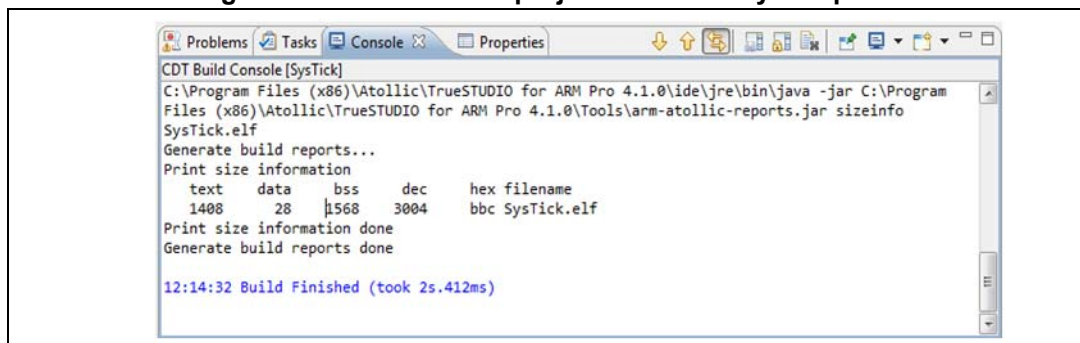 Problems Tasks Console Properties
CDT Build Console [SysTick]
C:\Program Files (x86)\Atollic\TrueSTUDIO for ARM Pro 4.1.0\ide\jre\bin\java -jar C:\Program
Files (x86)\Atollic\TrueSTUDIO for ARM Pro 4.1.0\Tools\arm-atollic-reports.jar sizeinfo
SysTick.elf
Generate build reports...
Print size information
text data bss dec hex filename
1408 28 1568 3004 bbc SysTick.elf
Print size information done
Generate build reports done
12:14:32 Build Finished (took 2s.412ms)